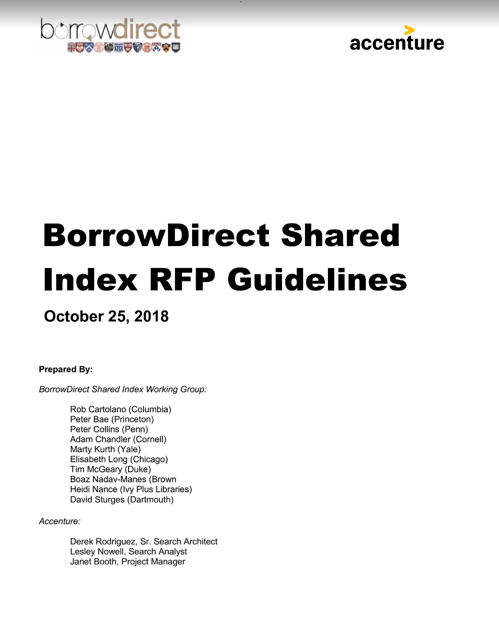 borrowdirect
accenture
BorrowDirect Shared
Index RFP Guidelines
October 25, 2018
Prepared By:
BorrowDirect Shared Index Working Group:
Rob Cartolano (Columbia)
Peter Bae (Princeton)
Peter Collins (Penn)
Adam Chandler (Cornell)
Marty Kurth (Yale)
Elisabeth Long (Chicago)
Tim McGeary (Duke)
Boaz Nadav-Manes (Brown
Heidi Nance (Ivy Plus Libraries)
David Sturges (Dartmouth)
Accenture:
Derek Rodriguez, Sr. Search Architect
Lesley Nowell, Search Analyst
Janet Booth, Project Manager